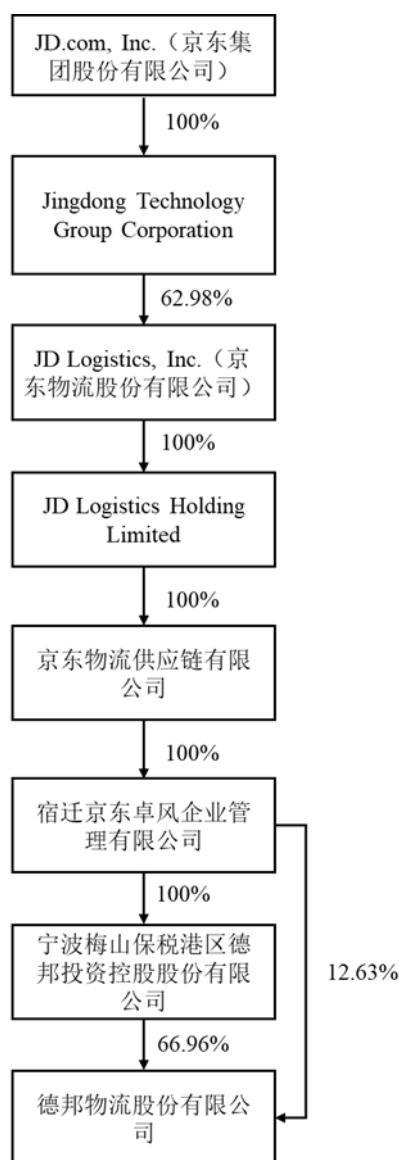 JD.com, Inc.（京东集
团股份有限公司）
100%
Jingdong Technology
Group Corporation
62.98%
JD Logistics, Inc.（京
东物流股份有限公司）
100%
JD Logistics Holding
Limited
100%
京东物流供应链有限
公司
100%
宿迁京东卓风企业管
理有限公司
100%
宁波梅山保税港区德
邦投资控股股份有限
公司
12.63%
66.96%
德邦物流股份有限公
司